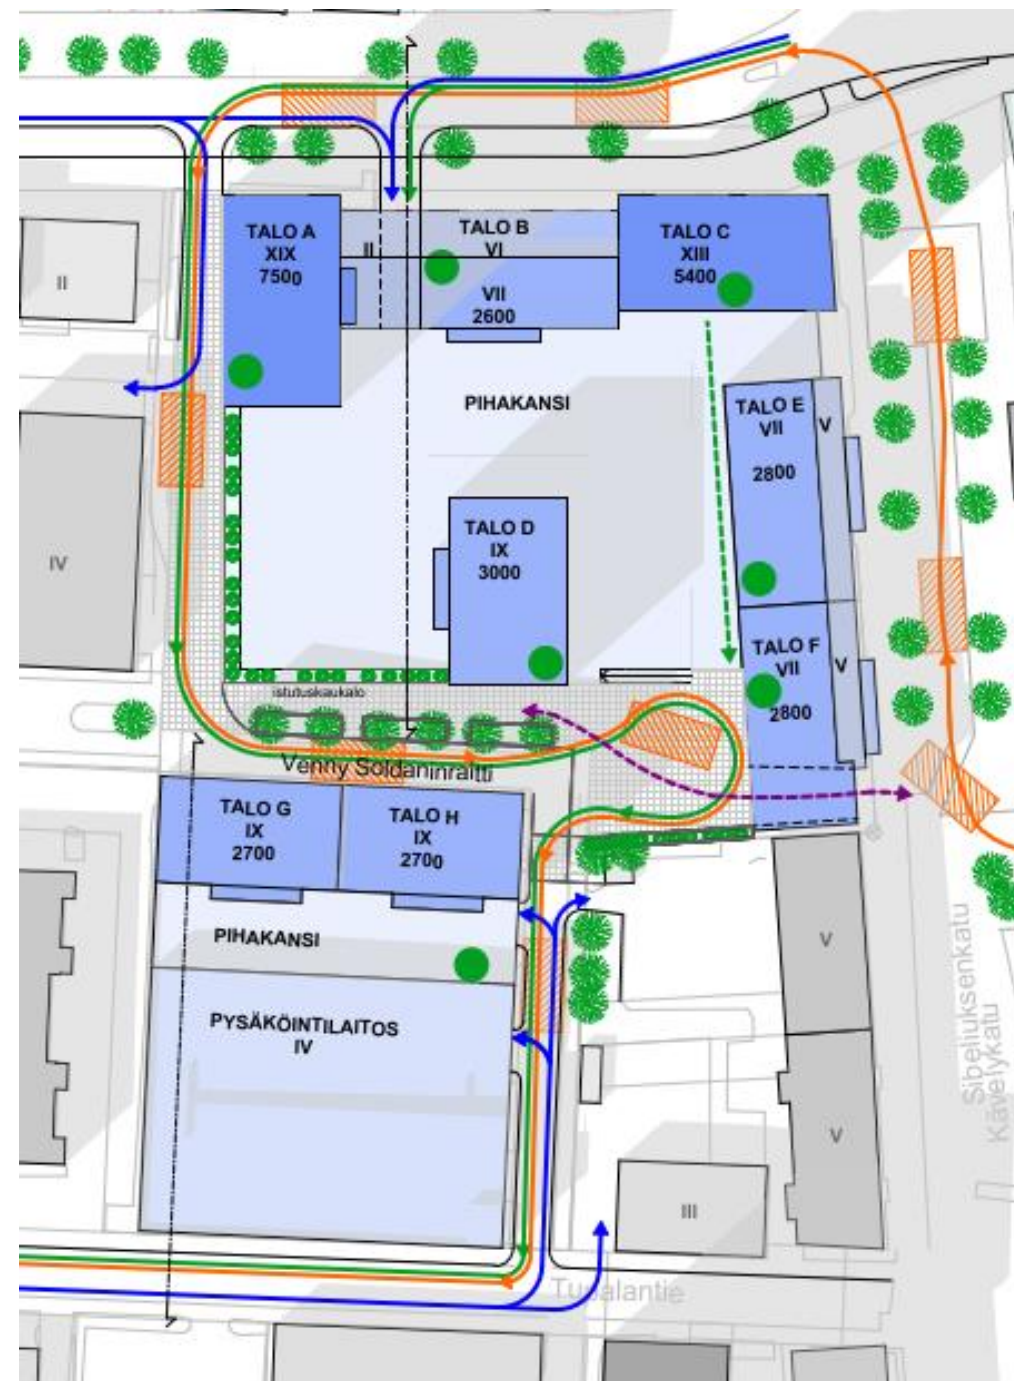 TALO A
XIX
7500
II
TALO B
VI
VII
2600
TALO C
XIII
5400
II
PIHAKANSI
TALO E
VII
2800
V
IV
TALO D
IX
3000
TALO F
VII
2800
V
istutuskaukalo
Venny Soldaninraitti
TALO G
IX
2700
TALO H
IX
2700
PIHAKANSI
PYSÄKÖINTILAITOS
IV
V
V
III
Sibeliuksenkatu
Kävelykatu
Tupalantie